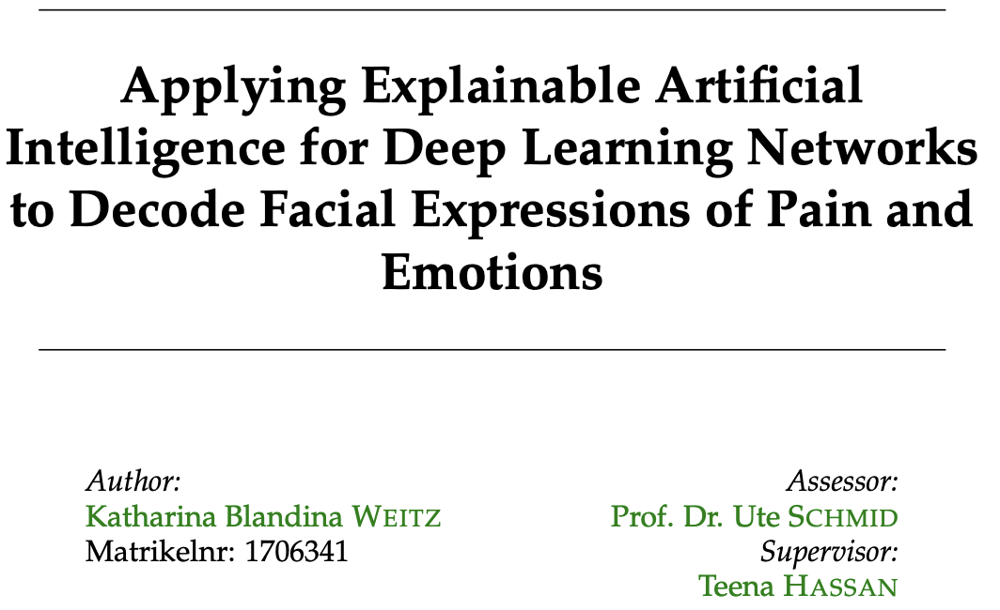 Applying Explainable Artificial
Intelligence for Deep Learning Networks
to Decode Facial Expressions of Pain and
Emotions
Author:
Katharina Blandina WEITZ
Matrikelnr: 1706341
Assessor:
Prof. Dr. Ute SCHMID
Supervisor:
Teena HASSAN